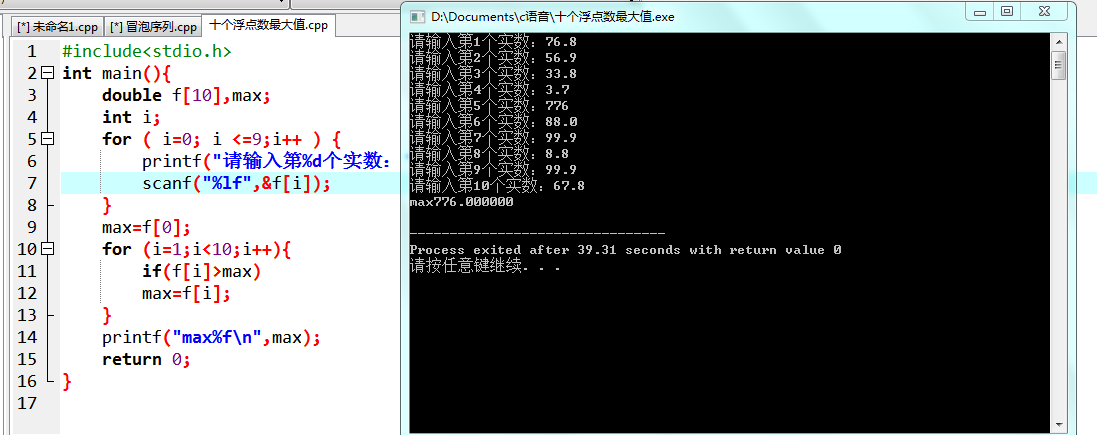 [*] 未命名1.cpp [*] 冒泡序列.cpp 十个浮点数最大值.cpp
1 #include<stdio.h>
2 int main(){
3 double f[10],max;
4 int i;
5 for ( i=0; i <=9;i++ ) {
6 printf("请输入第%d个实数：
7 scanf("%lf",&f[i]);
8 }
9 max=f[0];
10 for (i=1;i<10;i++){
11 if(f[i]>max)
12 max=f[i];
13 }
14 printf("max%f\n",max);
15 return 0;
16 }
17
D:\Documents\c语音\十个浮点数最大值.exe
请输入第1个实数：76.8
请输入第2个实数：56.9
请输入第3个实数：33.8
请输入第4个实数：3.7
请输入第5个实数：776
请输入第6个实数：88.0
请输入第7个实数：99.9
请输入第8个实数：8.8
请输入第9个实数：99.9
请输入第10个实数：67.8
max776.000000
--------------------------------
Process exited after 39.31 seconds with return value 0
请按任意键继续. . .